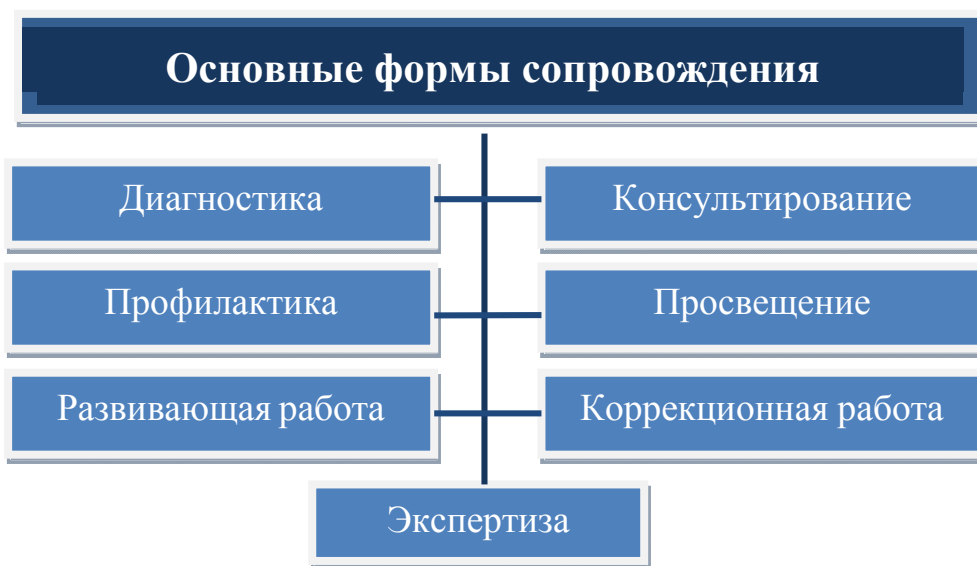 Основные формы сопровождения
Диагностика
Консультирование
Профилактика
Просвещение
Развивающая работа
Коррекционная работа
Экспертиза